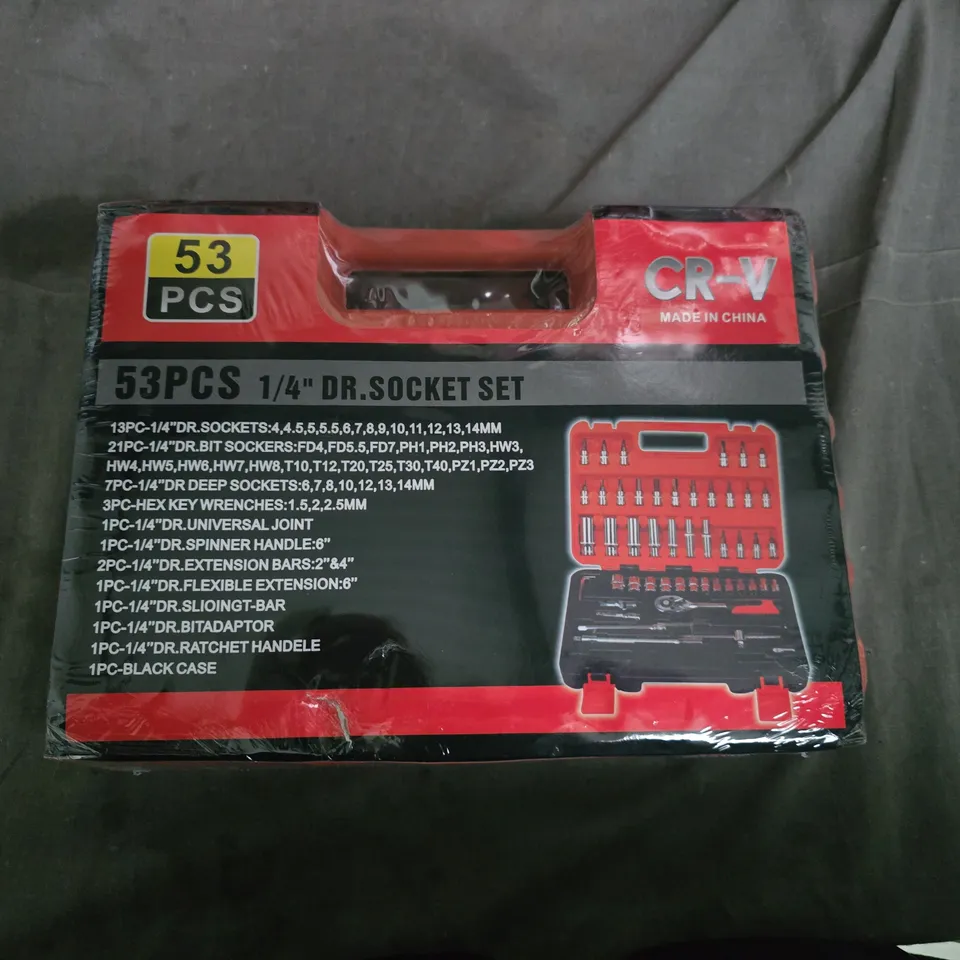 53
PCS
CR-V
MADE IN CHINA
53PCS 1/4" DR.SOCKET SET
13PC-1/4"DR.SOCKETS:4,4.5,5,5.5,6,7,8,9,10,11,12,13,14MM
21PC-1/4"DR.BIT SOCKERS:FD4,FD5.5,FD7,PH1,PH2,PH3,HW3,
HW4,HW5,HW6,HW7,HW8,T10,T12,T20,T25,T30,T40,PZ1,PZ2,PZ3
7PC-1/4"DR DEEP SOCKETS:6,7,8,10,12,13,14MM
3PC-HEX KEY WRENCHES:1.5,2,2.5MM
1PC-1/4"DR.UNIVERSAL JOINT
1PC-1/4"DR.SPINNER HANDLE:6"
2PC-1/4"DR.EXTENSION BARS:2"&4"
1PC-1/4"DR.FLEXIBLE EXTENSION:6"
1PC-1/4"DR.SLIOINGT-BAR
1PC-1/4"DR.BITADAPTOR
1PC-1/4"DR.RATCHET HANDELE
1PC-BLACK CASE